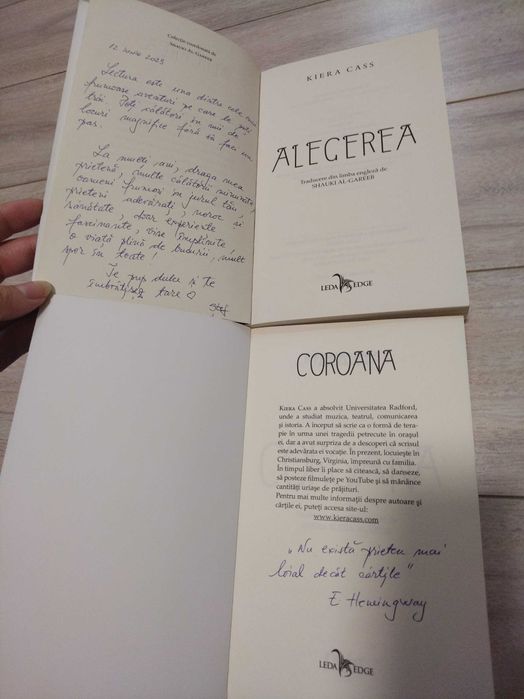 Colecție coordonată de
SHAUKI AL-GAREEB
12 iunie 2023
Lectura este una dintre cele mai
frumoase aventuri pe care le poți
trăi. Poți călători în mii de
locuri magnifice fără să faci un
pas.
La mulți ani, draga mea
prietenă, multe călătorii minunate,
oameni frumoși în jurul tău,
prieteni adevărați, noroc și
sănătate, doar experiențe
fascinante, vise împlinite,
o viață plină de bucurii, mult
spor în toate!
Te pup dulce și te
îmbrățișez tare ♡
Ștef
KIERA CASS
ALEGEREA
Traducere din limba engleză de
SHAUKI AL-GAREEB
LEDA EDGE
COROANA
KIERA CASS a absolvit Universitatea Radford,
unde a studiat muzica, teatrul, comunicarea
și istoria. A început să scrie ca o formă de tera-
pie în urma unei tragedii petrecute în orașul
ei, dar a avut surpriza de a descoperi că scrisul
este adevărata ei vocație. În prezent, locuiește în
Christiansburg, Virginia, împreună cu familia.
În timpul liber îi place să citească, să danseze,
să posteze filmulețe pe YouTube și să mănânce
cantități uriașe de prăjituri.
Pentru mai multe informații despre autoare și
cărțile ei, puteți accesa site-ul:
www.kieracass.com
„Nu există prieten mai
loial decât cărțile"
E Hemingway
LEDA EDGE